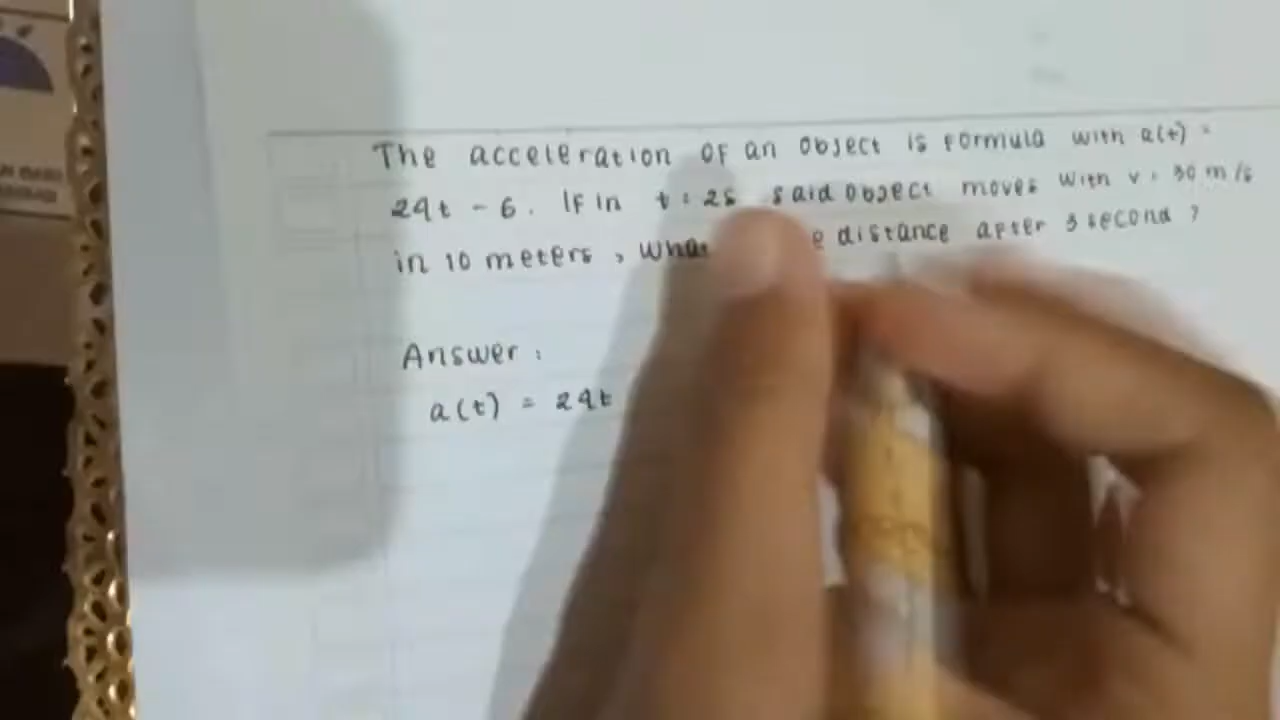 The acceleration of an object is formula with a(t) =
24t - 6. If in t = 2s said object moves with v = 30 m/s
in 10 meters, distance after 3 second ?
Answer :
a(t) = 24t